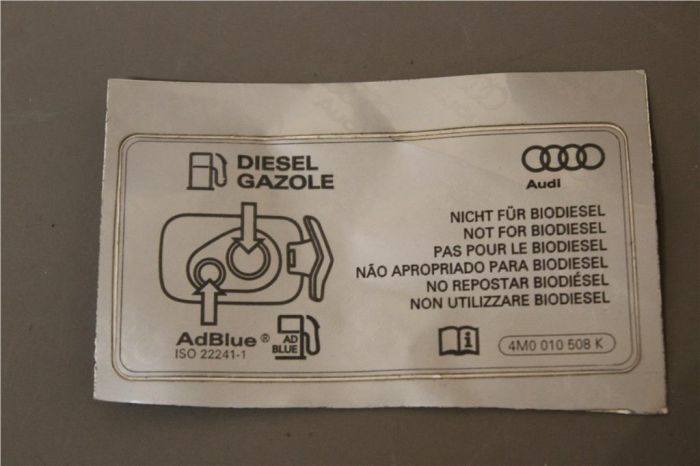 DIESEL
GAZOLE
Audi
NICHT FÜR BIODIESEL
NOT FOR BIODIESEL
PAS POUR LE BIODIESEL
NÃO APROPRIADO PARA BIODIESEL
NO REPOSTAR BIODIÉSEL
NON UTILIZZARE BIODIESEL
AdBlue®
ISO 22241-1
AD
BLUE
i
4M0 010 508 K